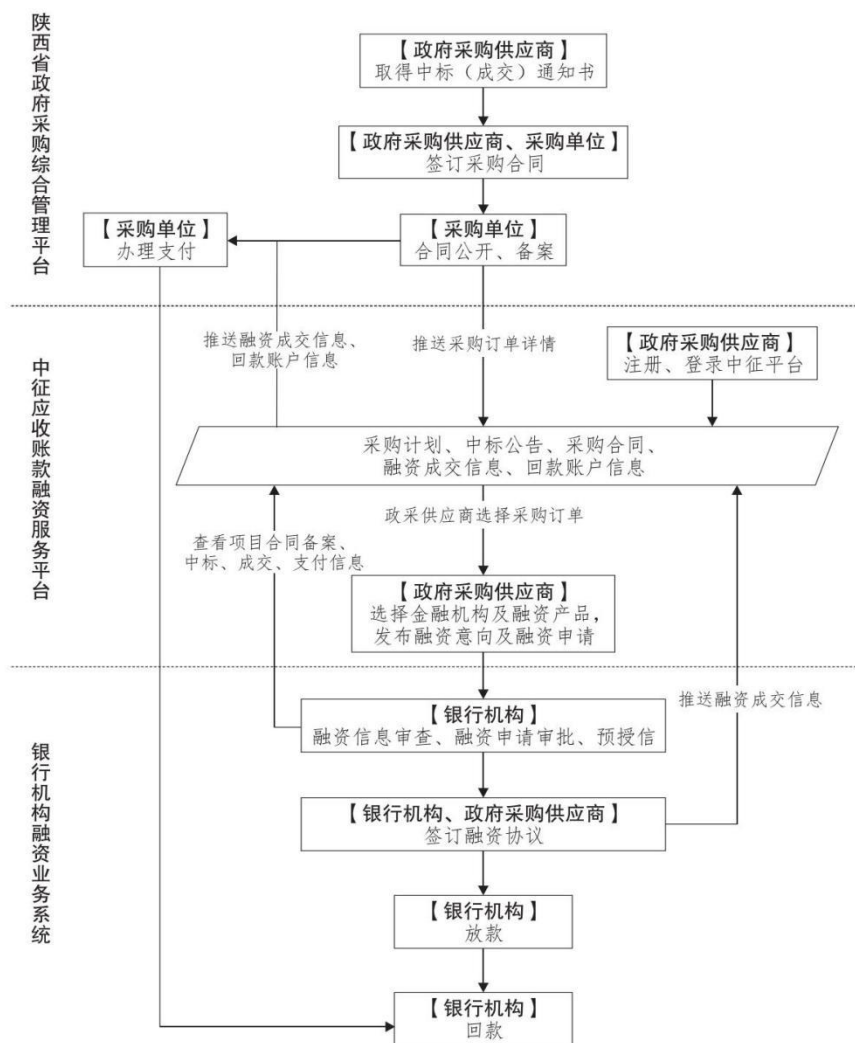 陕西省政府采购综合管理平台
【政府采购供应商】
取得中标（成交）通知书
【政府采购供应商、采购单位】
签订采购合同
【采购单位】
办理支付
【采购单位】
合同公开、备案
中征应收账款融资服务平台
推送融资成交信息、
回款账户信息
推送采购订单详情
【政府采购供应商】
注册、登录中征平台
采购计划、中标公告、采购合同、
融资成交信息、回款账户信息
政采供应商选择采购订单
查看项目合同备案、
中标、成交、支付信息
【政府采购供应商】
选择金融机构及融资产品，
发布融资意向及融资申请
银行机构融资业务系统
【银行机构】
融资信息审查、融资申请审批、预授信
推送融资成交信息
【银行机构、政府采购供应商】
签订融资协议
【银行机构】
放款
【银行机构】
回款